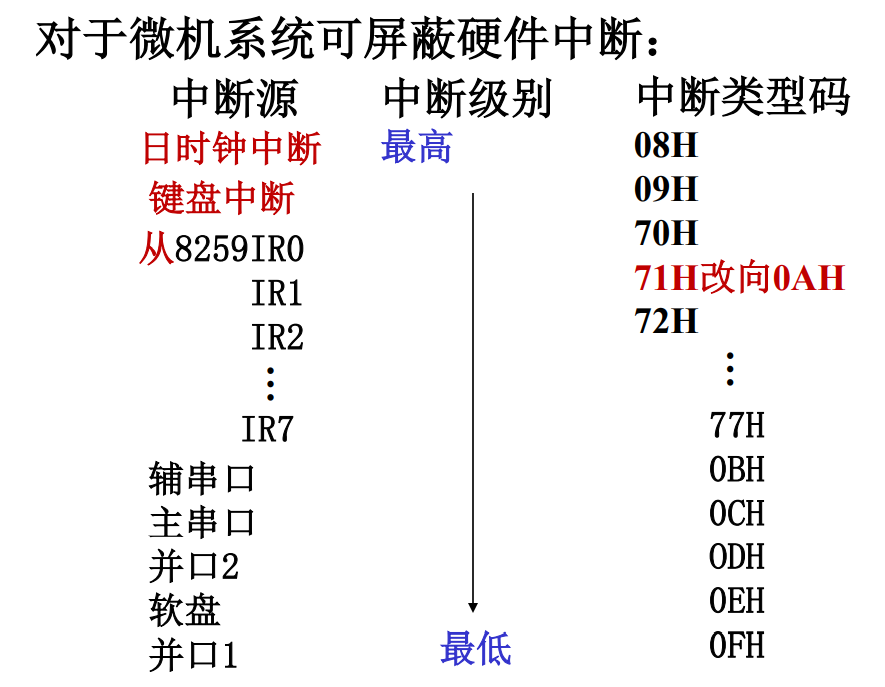 对于微机系统可屏蔽硬件中断：
中断源 中断级别 中断类型码
日时钟中断 最高 08H
键盘中断 09H
从8259IR0 70H
IR1 71H改向0AH
IR2 72H
⋮ ⋮
IR7 77H
辅串口 0BH
主串口 0CH
并口2 0DH
软盘 0EH
并口1 最低 0FH